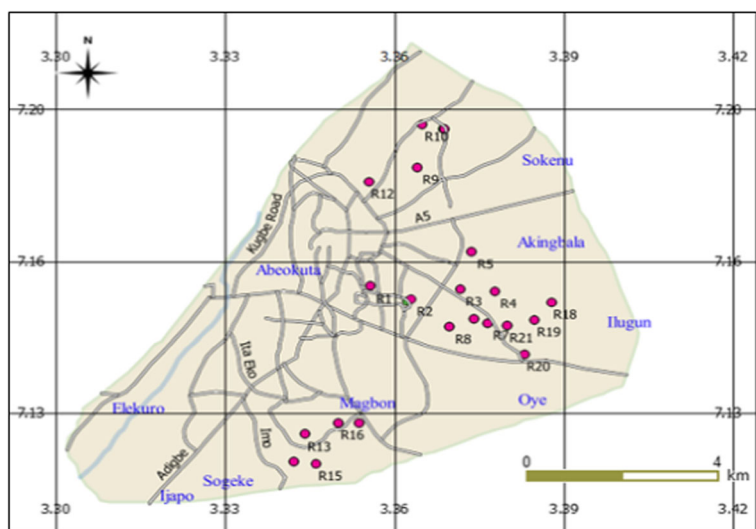 N
3.30 3.33 3.36 3.39 3.42
7.20 7.20
R10
Sokenu
R9
R12
A5
Kugbe Road
Akingbala
7.16 7.16
R5
Abeokuta
R1 R2 R3 R4 R18
Ilugun
R8 R7 R21 R19
R20
Ita Eko
Oye
Elekuro
Magbon
7.13 7.13
R16
R13
Imo
Adigbe
R15
Sogeke
Ijapo
0 4
km
3.30 3.33 3.36 3.39 3.42